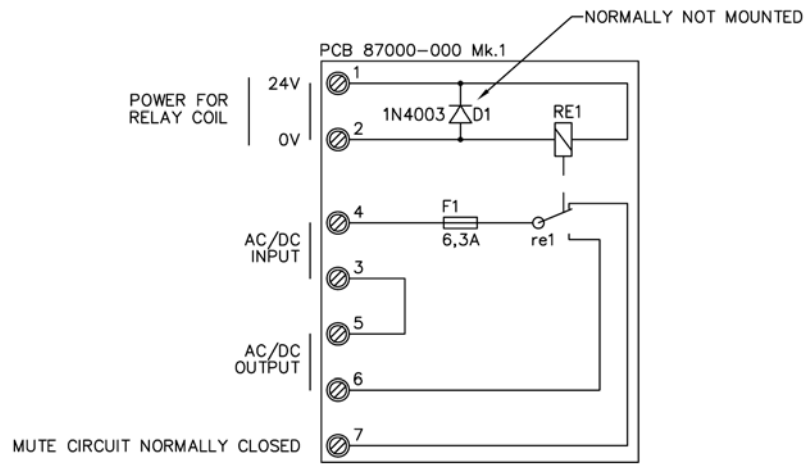 NORMALLY NOT MOUNTED
PCB 87000-000 Mk.1
24V
1
POWER FOR
RELAY COIL
1N4003
D1
RE1
0V
2
4
F1
6,3A
re1
AC/DC
INPUT
3
5
AC/DC
OUTPUT
6
MUTE CIRCUIT NORMALLY CLOSED
7